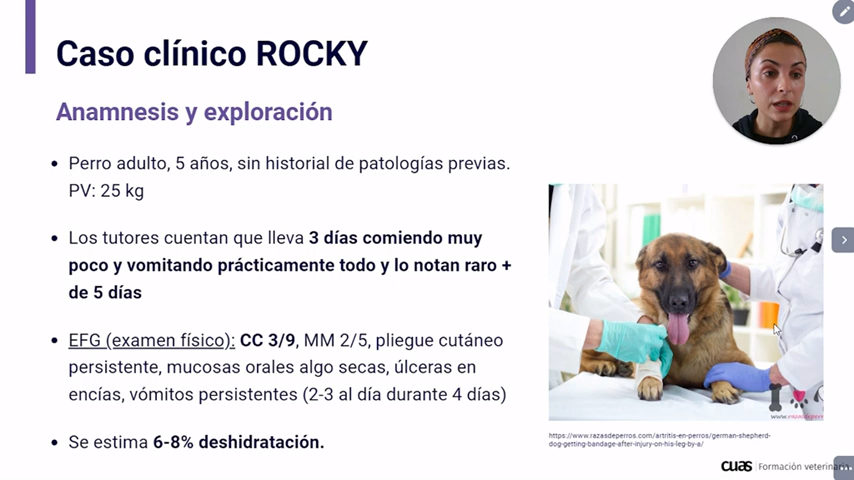 Caso clínico ROCKY
Anamnesis y exploración
• Perro adulto, 5 años, sin historial de patologías previas.
PV: 25 kg
• Los tutores cuentan que lleva 3 días comiendo muy
poco y vomitando prácticamente todo y lo notan raro +
de 5 días
• EFG (examen físico): CC 3/9, MM 2/5, pliegue cutáneo
persistente, mucosas orales algo secas, úlceras en
encías, vómitos persistentes (2-3 al día durante 4 días)
• Se estima 6-8% deshidratación.
https://www.razasdeperros.com/artritis-en-perros/german-shepherd-
dog-getting-bandage-after-injury-on-his-leg-by-a/
cuas Formación veterinaria